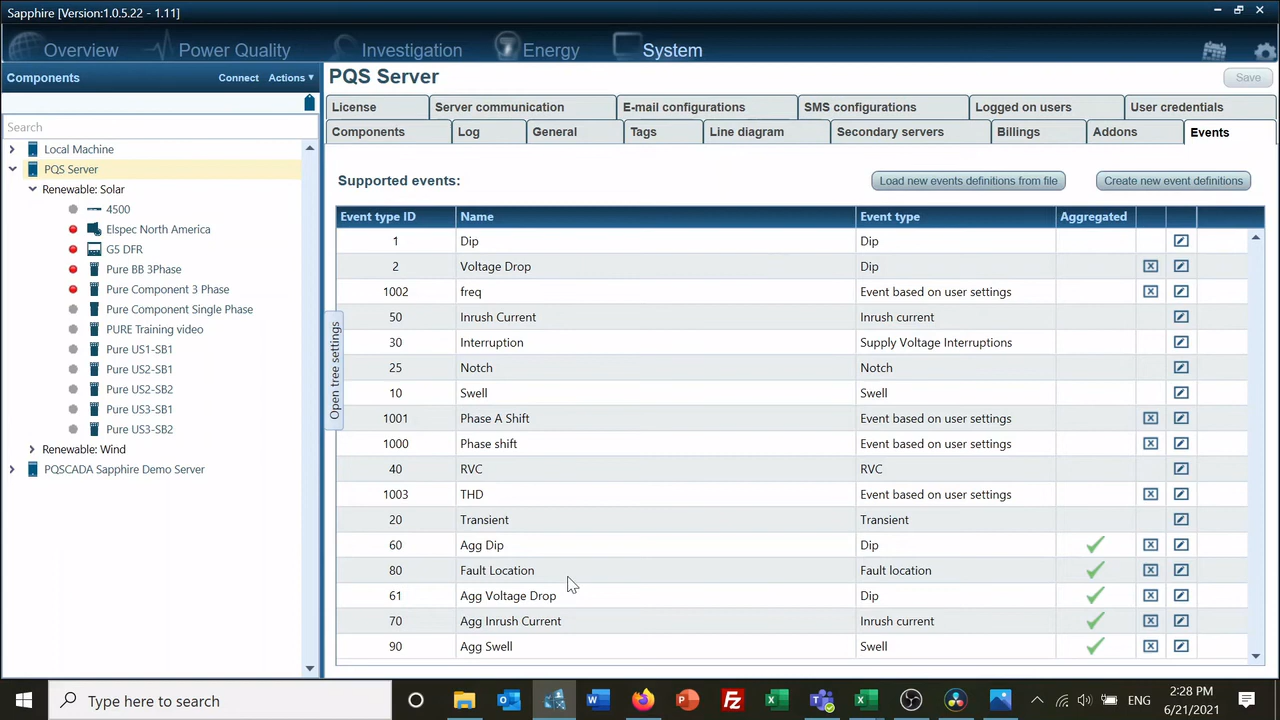 Sapphire [Version:1.0.5.22 - 1.11]
Overview Power Quality Investigation Energy System
Components Connect Actions ▾
Search
Local Machine
PQS Server
Renewable: Solar
4500
Elspec North America
G5 DFR
Pure BB 3Phase
Pure Component 3 Phase
Pure Component Single Phase
PURE Training video
Pure US1-SB1
Pure US2-SB1
Pure US2-SB2
Pure US3-SB1
Pure US3-SB2
Renewable: Wind
PQSCADA Sapphire Demo Server
Open tree settings
PQS Server
Save
License Server communication E-mail configurations SMS configurations Logged on users User credentials
Components Log General Tags Line diagram Secondary servers Billings Addons Events
Supported events: Load new events definitions from file Create new event definitions
Event type ID Name Event type Aggregated
1 Dip Dip
2 Voltage Drop Dip
1002 freq Event based on user settings
50 Inrush Current Inrush current
30 Interruption Supply Voltage Interruptions
25 Notch Notch
10 Swell Swell
1001 Phase A Shift Event based on user settings
1000 Phase shift Event based on user settings
40 RVC RVC
1003 THD Event based on user settings
20 Transient Transient
60 Agg Dip Dip
80 Fault Location Fault location
61 Agg Voltage Drop Dip
70 Agg Inrush Current Inrush current
90 Agg Swell Swell
Type here to search
ENG
2:28 PM
6/21/2021